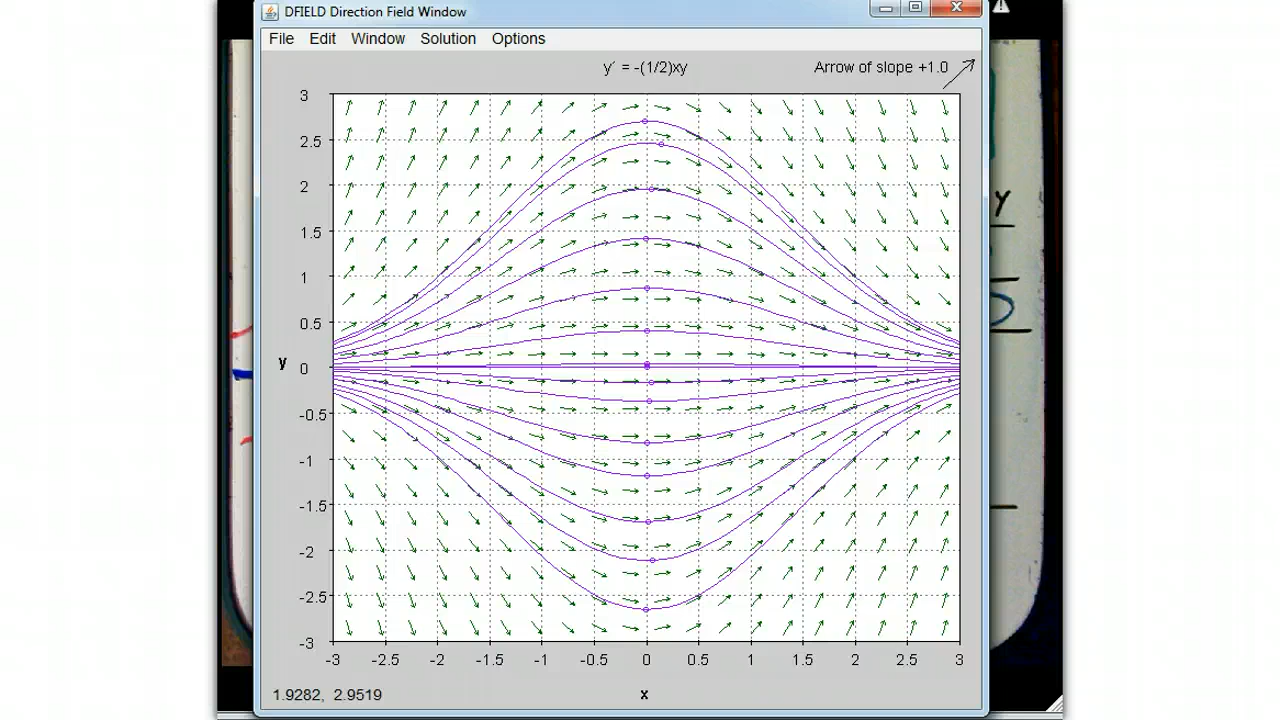 DFIELD Direction Field Window
File Edit Window Solution Options
y′ = -(1/2)xy
Arrow of slope +1.0
3
2.5
2
1.5
1
0.5
y
0
-0.5
-1
-1.5
-2
-2.5
-3
-3 -2.5 -2 -1.5 -1 -0.5 0 0.5 1 1.5 2 2.5 3
1.9282, 2.9519
x
y